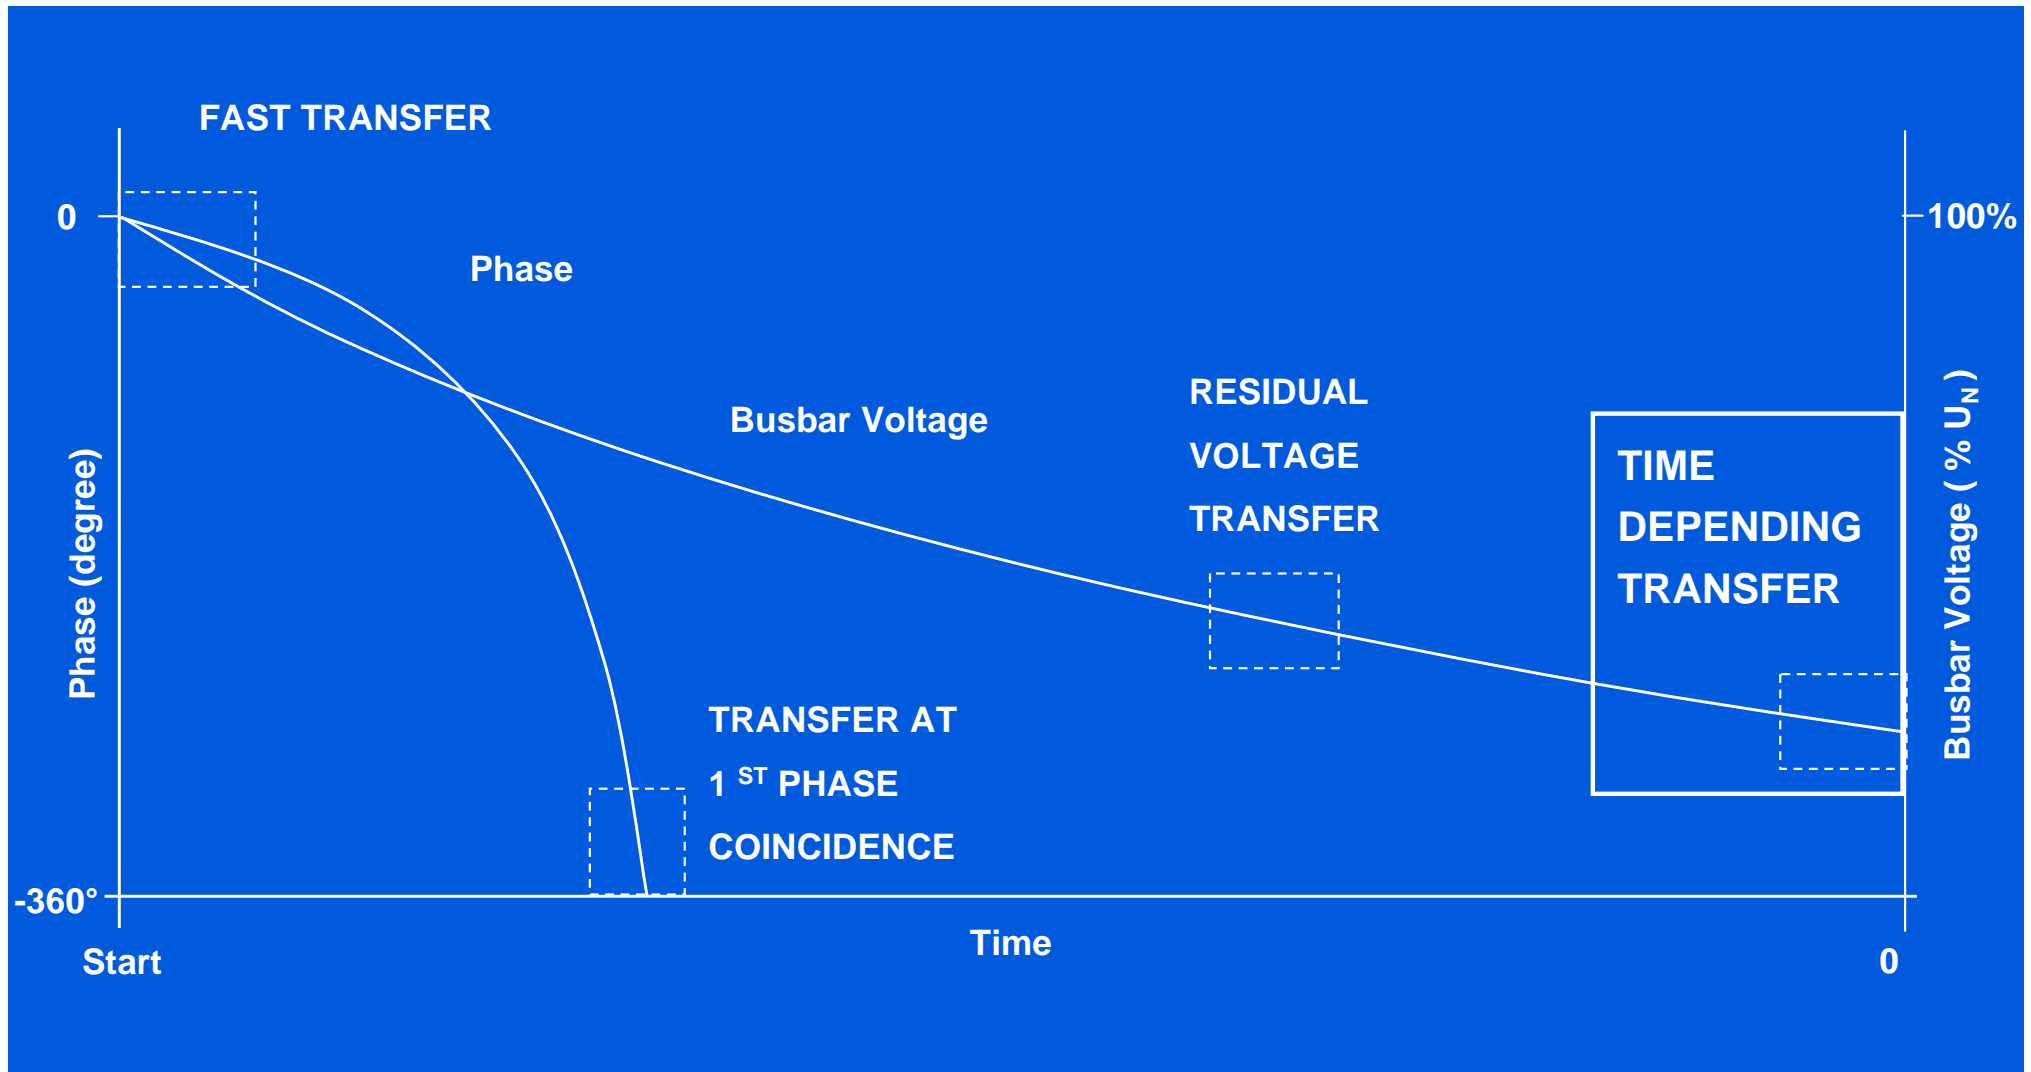 FAST TRANSFER
0
100%
Phase
RESIDUAL
VOLTAGE
TRANSFER
Busbar Voltage
TIME
DEPENDING
TRANSFER
Phase (degree)
Busbar Voltage ( % UN)
TRANSFER AT
1 ST PHASE
COINCIDENCE
-360°
Time
Start
0